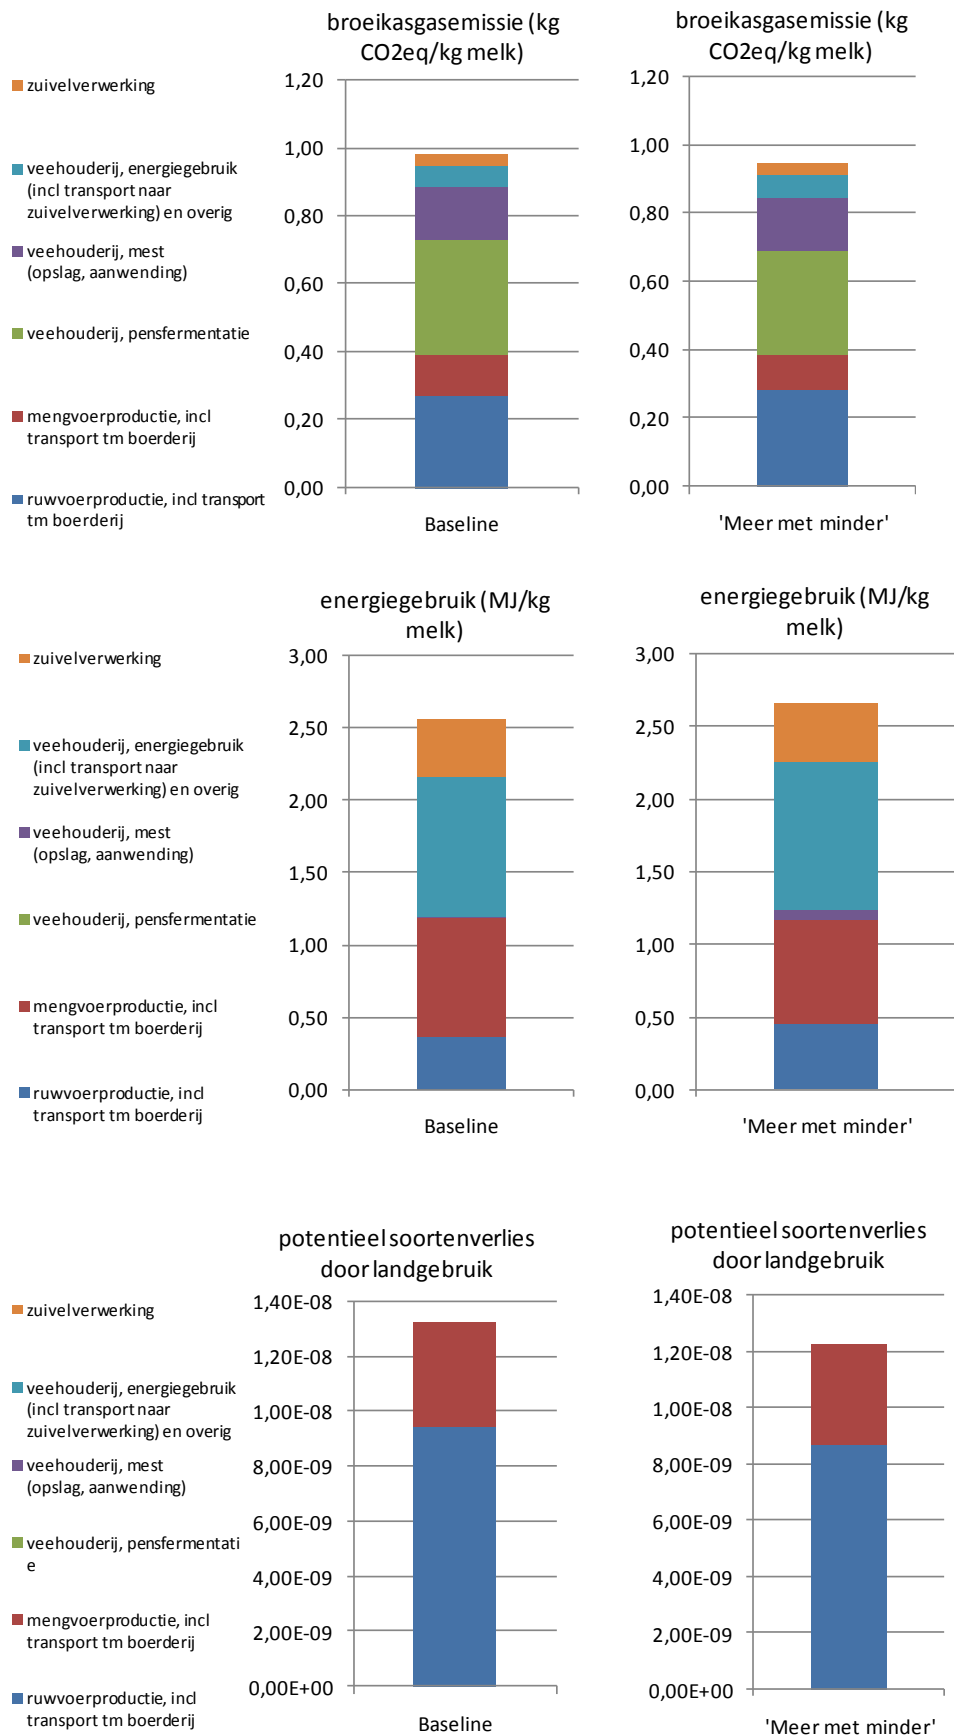 broeikasgasemissie (kg
CO2eq/kg melk)
1,20
1,00
0,80
0,60
0,40
0,20
0,00
Baseline
zuivelverwerking
veehouderij, energiegebruik
(incl transport naar
zuivelverwerking) en overig
veehouderij, mest
(opslag, aanwending)
veehouderij, pensfermentatie
mengvoerproductie, incl
transport tm boerderij
ruwvoerproductie, incl transport
tm boerderij
broeikasgasemissie (kg
CO2eq/kg melk)
1,20
1,00
0,80
0,60
0,40
0,20
0,00
'Meer met minder'
energiegebruik (MJ/kg
melk)
3,00
2,50
2,00
1,50
1,00
0,50
0,00
Baseline
zuivelverwerking
veehouderij, energiegebruik
(incl transport naar
zuivelverwerking) en overig
veehouderij, mest
(opslag, aanwending)
veehouderij, pensfermentatie
mengvoerproductie, incl
transport tm boerderij
ruwvoerproductie, incl
transport tm boerderij
energiegebruik (MJ/kg
melk)
3,00
2,50
2,00
1,50
1,00
0,50
0,00
'Meer met minder'
potentieel soortenverlies
door landgebruik
1,40E-08
1,20E-08
1,00E-08
8,00E-09
6,00E-09
4,00E-09
2,00E-09
0,00E+00
Baseline
zuivelverwerking
veehouderij, energiegebruik
(incl transport naar
zuivelverwerking) en overig
veehouderij, mest
(opslag, aanwending)
veehouderij, pensfermentati
e
mengvoerproductie, incl
transport tm boerderij
ruwvoerproductie, incl
transport tm boerderij
potentieel soortenverlies
door landgebruik
1,40E-08
1,20E-08
1,00E-08
8,00E-09
6,00E-09
4,00E-09
2,00E-09
0,00E+00
'Meer met minder'